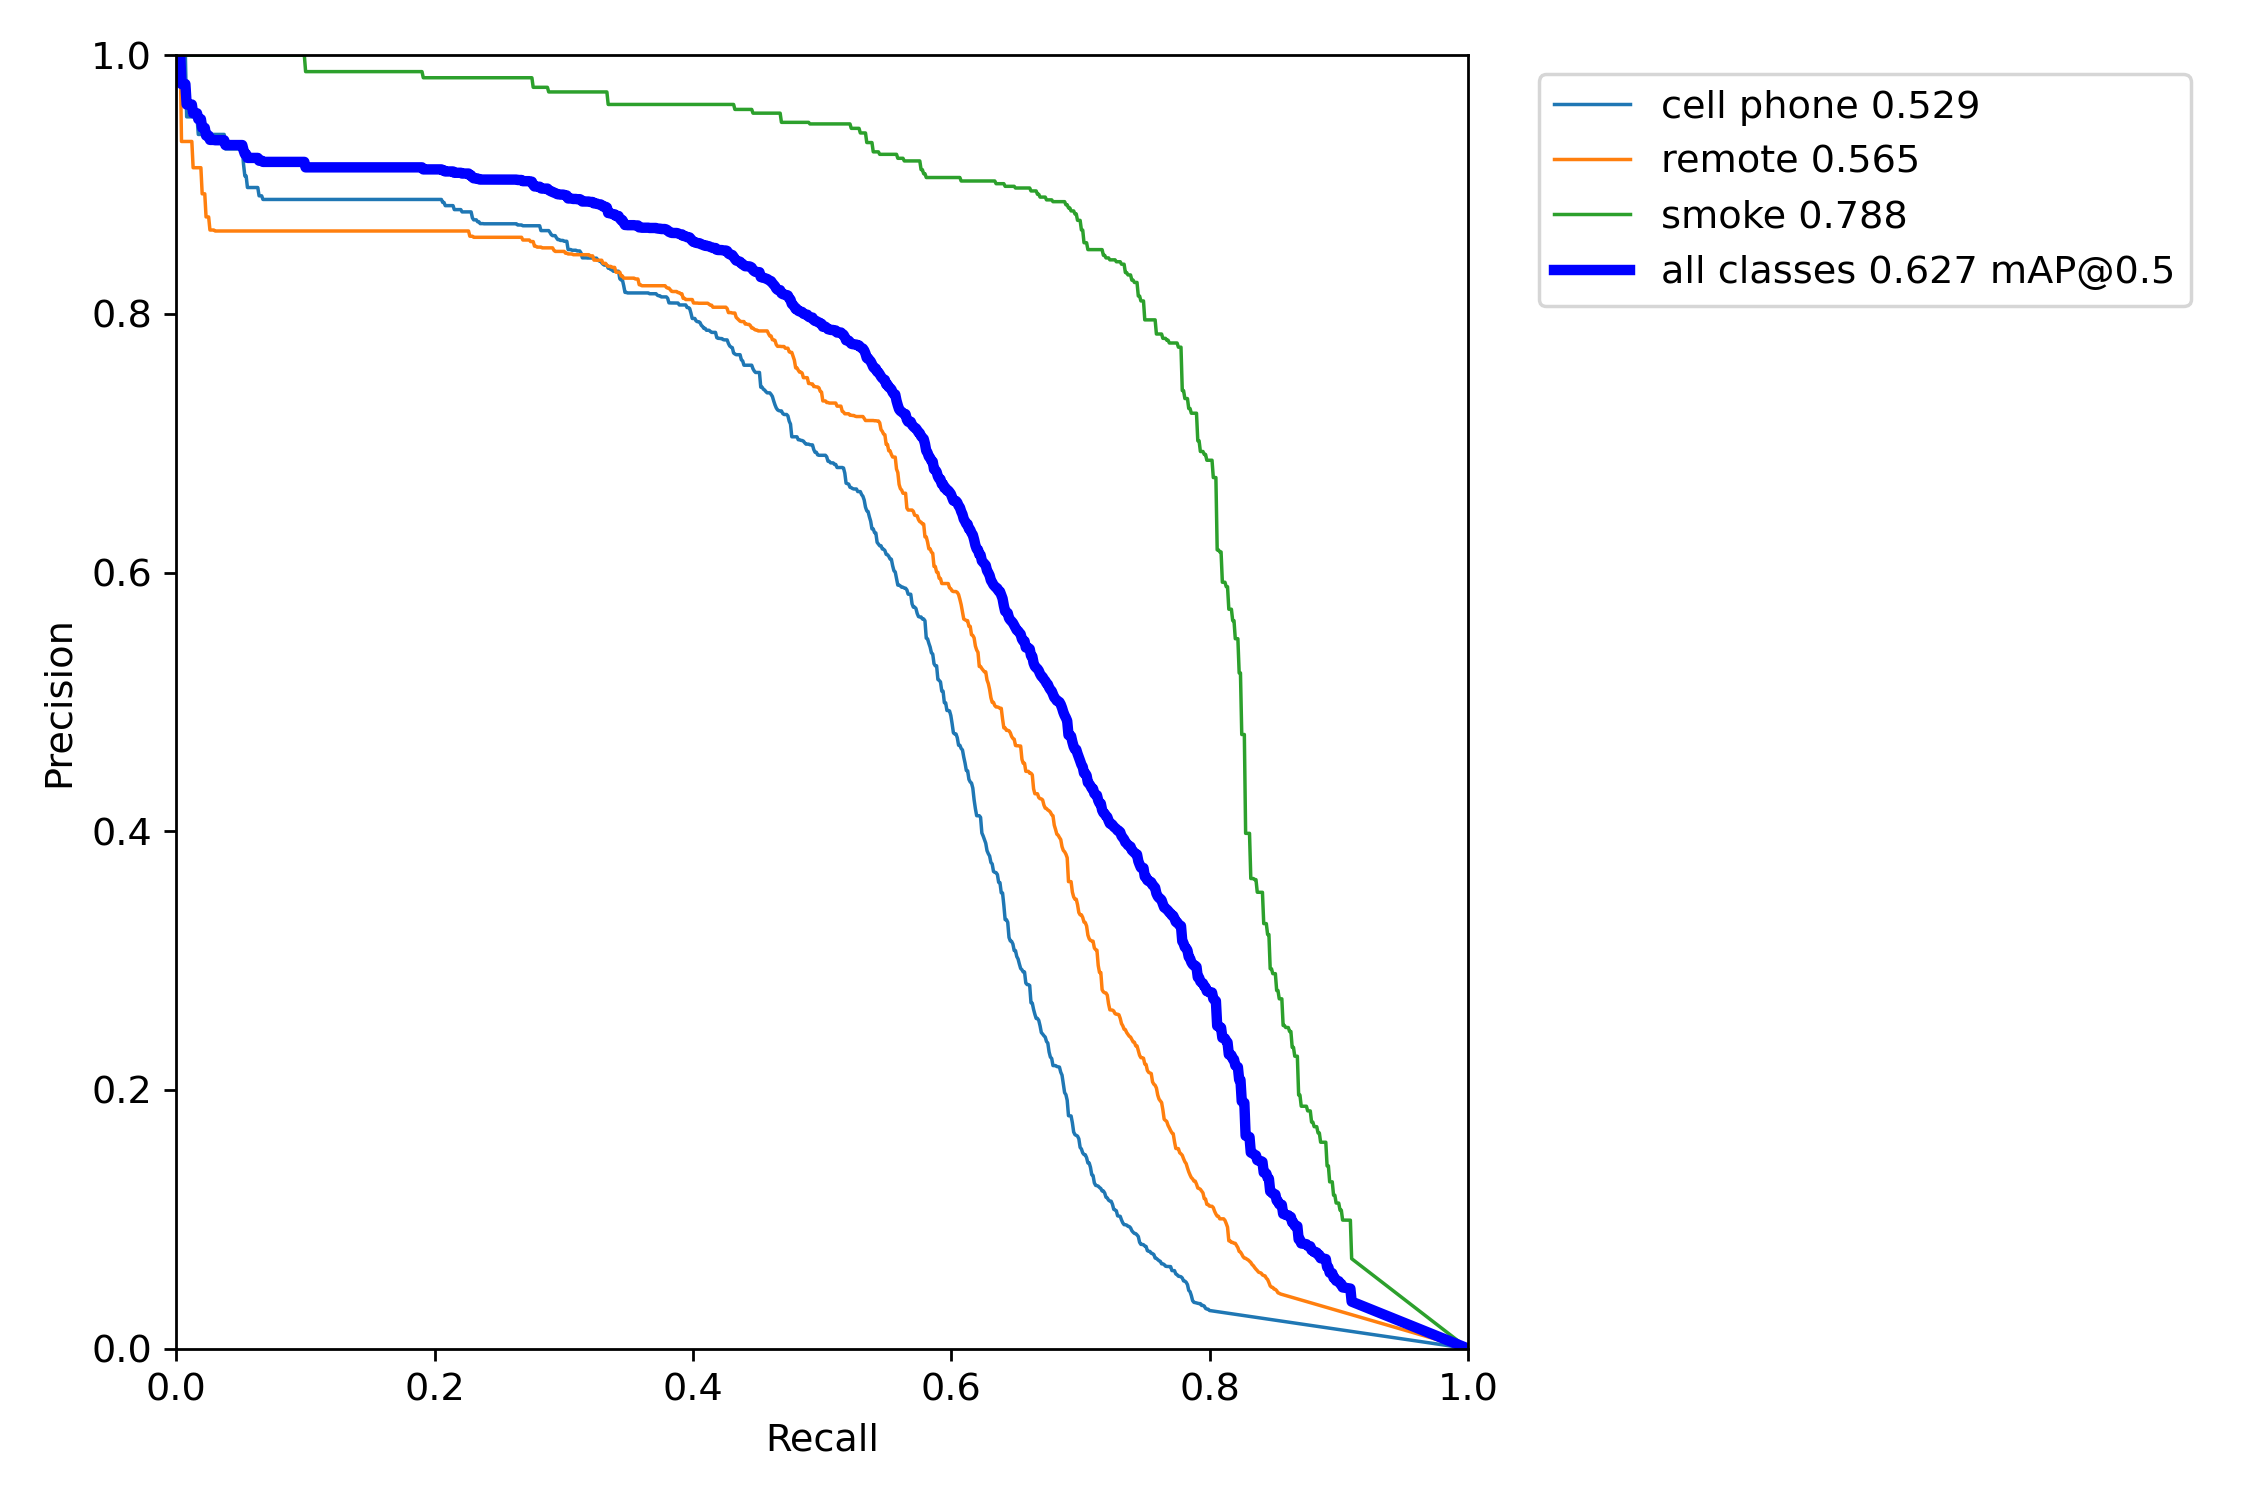 cell phone 0.529
remote 0.565
smoke 0.788
all classes 0.627 mAP@0.5
1.0
0.8
0.6
0.4
0.2
0.0
Precision
0.0 0.2 0.4 0.6 0.8 1.0
Recall